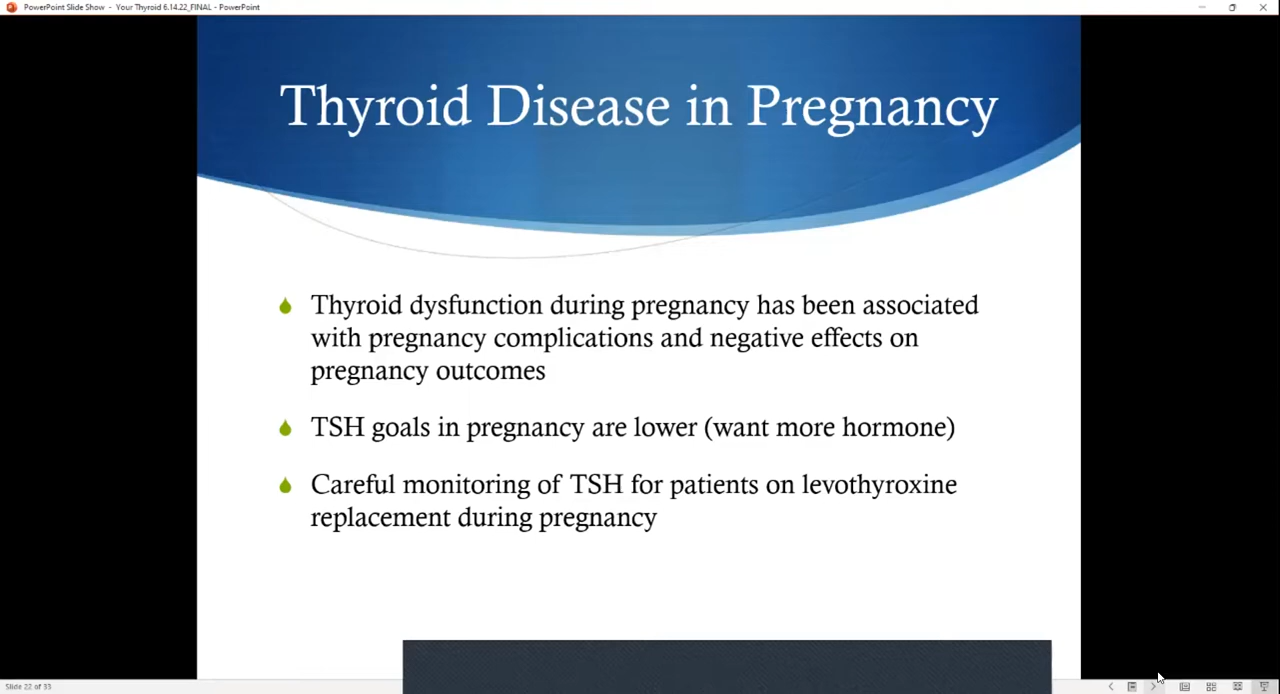 PowerPoint Slide Show - Your Thyroid 6.14.22_FINAL - PowerPoint
Thyroid Disease in Pregnancy
Thyroid dysfunction during pregnancy has been associated
with pregnancy complications and negative effects on
pregnancy outcomes
TSH goals in pregnancy are lower (want more hormone)
Careful monitoring of TSH for patients on levothyroxine
replacement during pregnancy
Slide 22 of 33